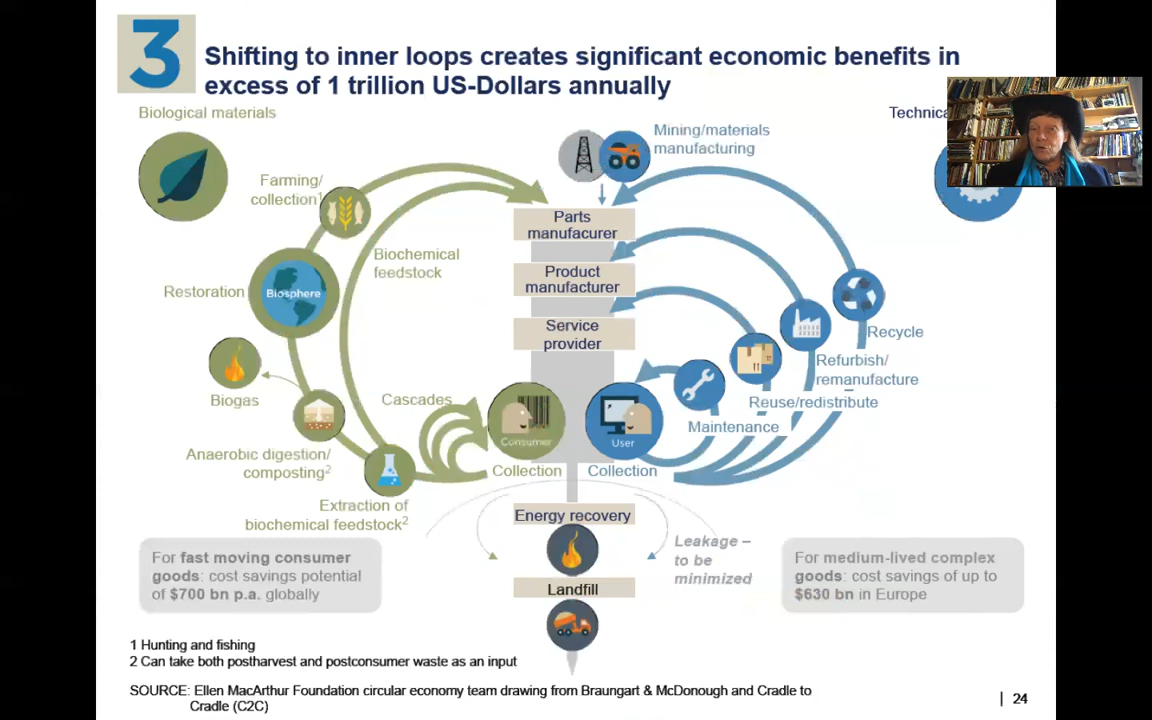 3
Shifting to inner loops creates significant economic benefits in
excess of 1 trillion US-Dollars annually
Biological materials
Technica
Mining/materials
manufacturing
Farming/
collection1
Parts
manufacurer
Biochemical
feedstock
Product
manufacturer
Restoration
Biosphere
Service
provider
Recycle
Refurbish/
remanufacture
Biogas
Cascades
Reuse/redistribute
Consumer
User
Maintenance
Anaerobic digestion/
composting2
Collection
Collection
Extraction of
biochemical feedstock2
Energy recovery
Leakage –
to be
minimized
For fast moving consumer
goods: cost savings potential
of $700 bn p.a. globally
For medium-lived complex
goods: cost savings of up to
$630 bn in Europe
Landfill
1 Hunting and fishing
2 Can take both postharvest and postconsumer waste as an input
SOURCE: Ellen MacArthur Foundation circular economy team drawing from Braungart & McDonough and Cradle to
Cradle (C2C)
| 24